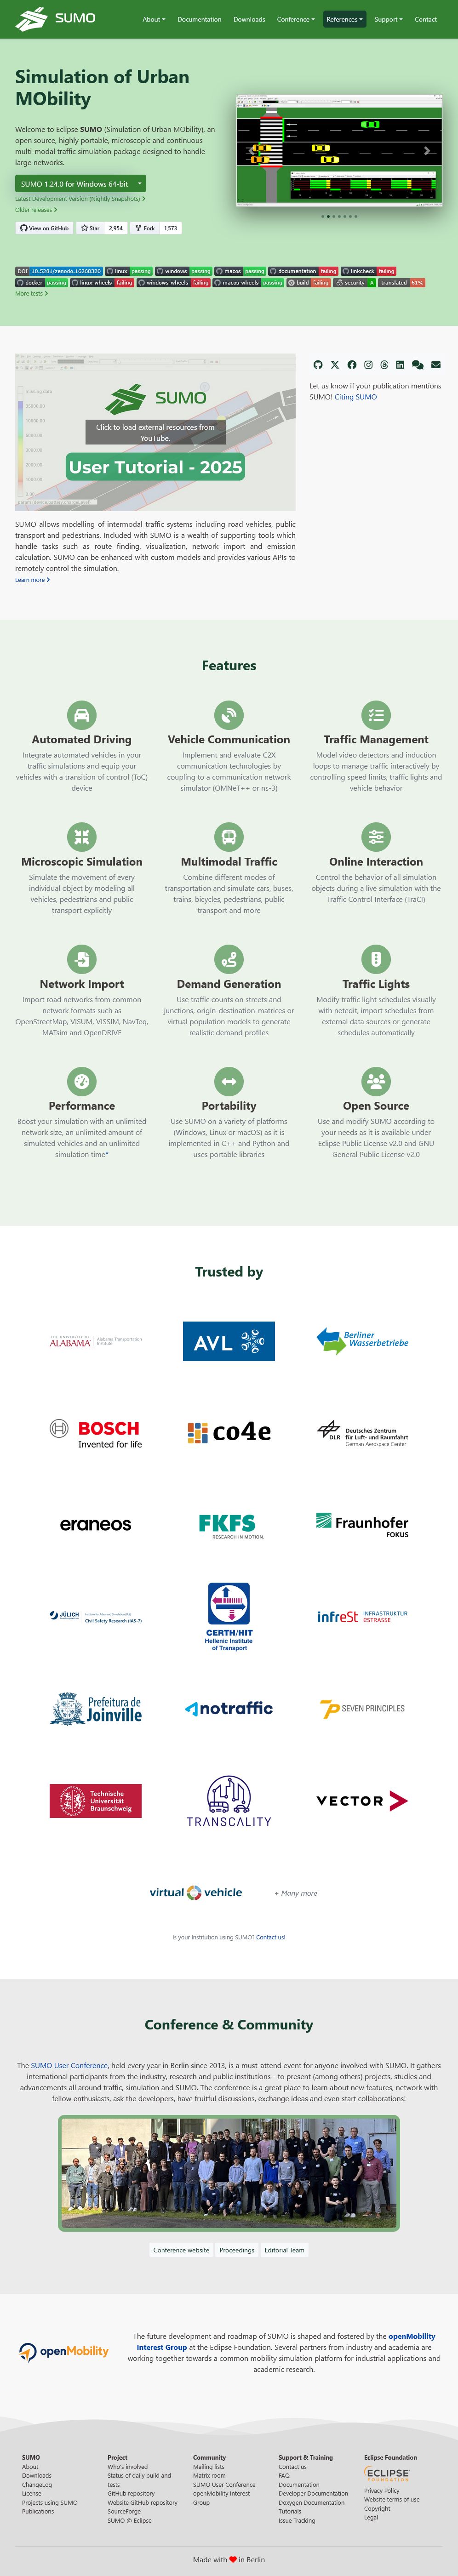 SUMO
About
Documentation
Downloads
Conference
References
Support
Contact
Simulation of Urban
MObility
Welcome to Eclipse SUMO (Simulation of Urban MObility), an
open source, highly portable, microscopic and continuous
multi-modal traffic simulation package designed to handle
large networks.
SUMO 1.24.0 for Windows 64-bit
Latest Development Version (Nightly Snapshots)
Older releases
View on GitHub
Star
2,954
Fork
1,573
DOI 10.5281/zenodo.16268320
linux passing
windows passing
macos passing
documentation failing
linkcheck failing
docker passing
linux-wheels failing
windows-wheels failing
macos-wheels passing
build failing
security A
translated 61%
More tests
SUMO
Click to load external resources from
YouTube.
User Tutorial - 2025
Let us know if your publication mentions
SUMO! Citing SUMO
SUMO allows modelling of intermodal traffic systems including road vehicles, public
transport and pedestrians. Included with SUMO is a wealth of supporting tools which
handle tasks such as route finding, visualization, network import and emission
calculation. SUMO can be enhanced with custom models and provides various APIs to
remotely control the simulation.
Learn more
Features
Automated Driving
Integrate automated vehicles in your
traffic simulations and equip your
vehicles with a transition of control (ToC)
device
Vehicle Communication
Implement and evaluate C2X
communication technologies by
coupling to a communication network
simulator (OMNeT++ or ns-3)
Traffic Management
Model video detectors and induction
loops to manage traffic interactively by
controlling speed limits, traffic lights and
vehicle behavior
Microscopic Simulation
Simulate the movement of every
individual object by modeling all
vehicles, pedestrians and public
transport explicitly
Multimodal Traffic
Combine different modes of
transportation and simulate cars, buses,
trains, bicycles, pedestrians, public
transport and more
Online Interaction
Control the behavior of all simulation
objects during a live simulation with the
Traffic Control Interface (TraCI)
Network Import
Import road networks from common
network formats such as
OpenStreetMap, VISUM, VISSIM, NavTeq,
MATsim and OpenDRIVE
Demand Generation
Use traffic counts on streets and
junctions, origin-destination-matrices or
virtual population models to generate
realistic demand profiles
Traffic Lights
Modify traffic light schedules visually
with netedit, import schedules from
external data sources or generate
schedules automatically
Performance
Boost your simulation with an unlimited
network size, an unlimited amount of
simulated vehicles and an unlimited
simulation time*
Portability
Use SUMO on a variety of platforms
(Windows, Linux or macOS) as it is
implemented in C++ and Python and
uses portable libraries
Open Source
Use and modify SUMO according to
your needs as it is available under
Eclipse Public License v2.0 and GNU
General Public License v2.0
Trusted by
THE UNIVERSITY OF
ALABAMA
Alabama Transportation
Institute
AVL
Berliner
Wasserbetriebe
BOSCH
Invented for life
co4e
DLR
Deutsches Zentrum
für Luft- und Raumfahrt
German Aerospace Center
eraneos
FKFS
RESEARCH IN MOTION.
Fraunhofer
FOKUS
JÜLICH
Civil Safety Research (IAS-7)
CERTH/HIT
Hellenic Institute
of Transport
infreSt
INFRASTRUKTUR
eSTRASSE
Prefeitura de
Joinville
notraffic
7P SEVEN PRINCIPLES
Technische
Universität
Braunschweig
TRANSCALITY
VECTOR
virtual vehicle
+ Many more
Is your Institution using SUMO? Contact us!
Conference & Community
The SUMO User Conference, held every year in Berlin since 2013, is a must-attend event for anyone involved with SUMO. It gathers
international participants from the industry, research and public institutions - to present (among others) projects, studies and
advancements all around traffic, simulation and SUMO. The conference is a great place to learn about new features, network with
fellow enthusiasts, ask the developers, have fruitful discussions, exchange ideas and even start collaborations!
Conference website
Proceedings
Editorial Team
openMobility
The future development and roadmap of SUMO is shaped and fostered by the openMobility
Interest Group at the Eclipse Foundation. Several partners from industry and academia are
working together towards a common mobility simulation platform for industrial applications and
academic research.
SUMO
About
Downloads
ChangeLog
License
Projects using SUMO
Publications
Project
Who's involved
Status of daily build and
tests
GitHub repository
Website GitHub repository
SourceForge
SUMO @ Eclipse
Community
Mailing lists
Matrix room
SUMO User Conference
openMobility Interest
Group
Support & Training
Contact us
FAQ
Documentation
Developer Documentation
Doxygen Documentation
Tutorials
Issue Tracking
Eclipse Foundation
ECLIPSE
FOUNDATION
Privacy Policy
Website terms of use
Copyright
Legal
Made with ❤ in Berlin